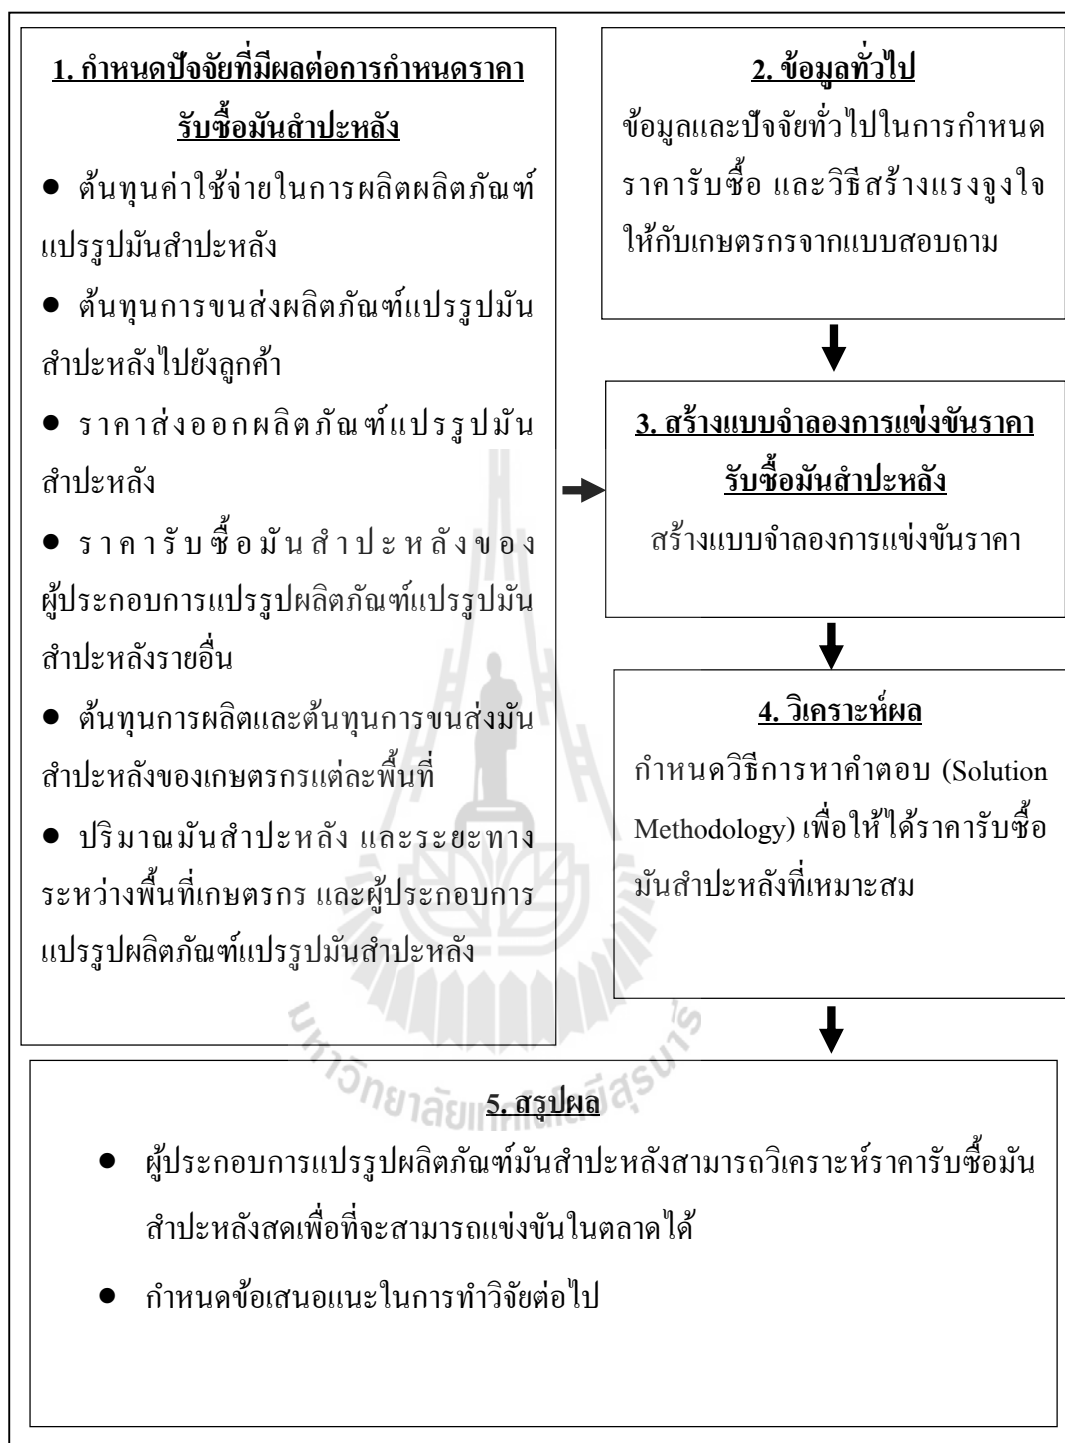 1. กำหนดปัจจัยที่มีผลต่อการกำหนดราคา
รับซื้อมันสำปะหลัง
● ต้นทุนค่าใช้จ่ายในการผลิตผลิตภัณฑ์
แปรรูปมันสำปะหลัง
● ต้นทุนการขนส่งผลิตภัณฑ์แปรรูปมัน
สำปะหลังไปยังลูกค้า
● ราคาส่งออกผลิตภัณฑ์แปรรูปมัน
สำปะหลัง
● ราคารับซื้อมันสำปะหลังของ
ผู้ประกอบการแปรรูปผลิตภัณฑ์แปรรูปมัน
สำปะหลังรายอื่น
● ต้นทุนการผลิตและต้นทุนการขนส่งมัน
สำปะหลังของเกษตรกรแต่ละพื้นที่
● ปริมาณมันสำปะหลัง และระยะทาง
ระหว่างพื้นที่เกษตรกร และผู้ประกอบการ
แปรรูปผลิตภัณฑ์แปรรูปมันสำปะหลัง
2. ข้อมูลทั่วไป
ข้อมูลและปัจจัยทั่วไปในการกำหนด
ราคารับซื้อ และวิธีสร้างแรงจูงใจ
ให้กับเกษตรกรจากแบบสอบถาม
3. สร้างแบบจำลองการแข่งขันราคา
รับซื้อมันสำปะหลัง
สร้างแบบจำลองการแข่งขันราคา
4. วิเคราะห์ผล
กำหนดวิธีการหาคำตอบ (Solution
Methodology) เพื่อให้ได้ราคารับซื้อ
มันสำปะหลังที่เหมาะสม
มหาวิทยาลัยเทคโนโลยีสุรนารี
5. สรุปผล
● ผู้ประกอบการแปรรูปผลิตภัณฑ์มันสำปะหลังสามารถวิเคราะห์ราคารับซื้อมัน
สำปะหลังสดเพื่อที่จะสามารถแข่งขันในตลาดได้
● กำหนดข้อเสนอแนะในการทำวิจัยต่อไป